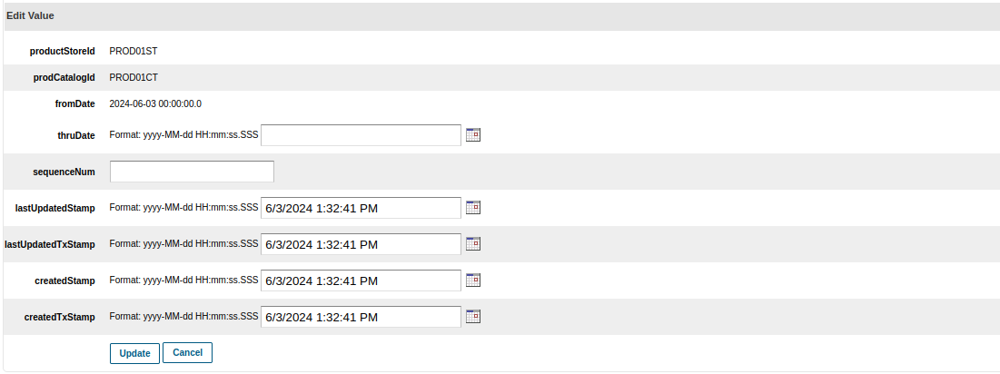 Edit Value
productStoreId PROD01ST
prodCatalogId PROD01CT
fromDate 2024-06-03 00:00:00.0
thruDate Format: yyyy-MM-dd HH:mm:ss.SSS
sequenceNum
lastUpdatedStamp Format: yyyy-MM-dd HH:mm:ss.SSS 6/3/2024 1:32:41 PM
lastUpdatedTxStamp Format: yyyy-MM-dd HH:mm:ss.SSS 6/3/2024 1:32:41 PM
createdStamp Format: yyyy-MM-dd HH:mm:ss.SSS 6/3/2024 1:32:41 PM
createdTxStamp Format: yyyy-MM-dd HH:mm:ss.SSS 6/3/2024 1:32:41 PM
Update Cancel